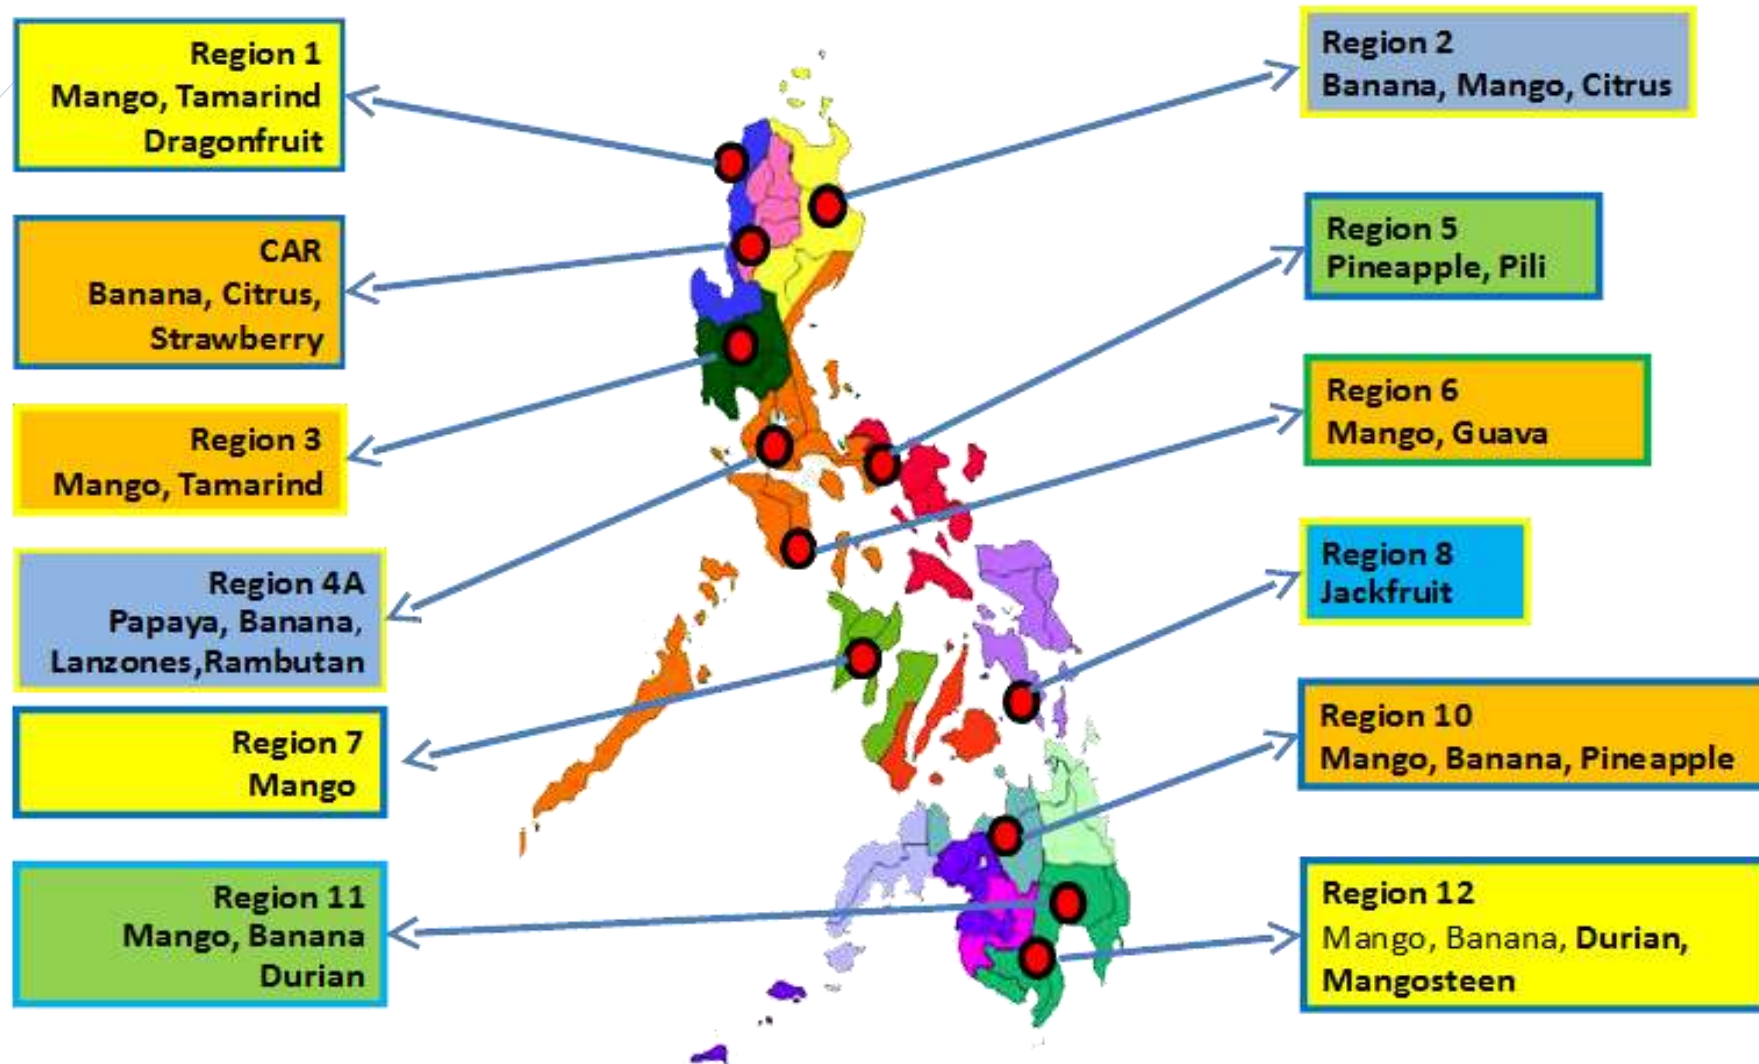 Region 1
Mango, Tamarind
Dragonfruit
CAR
Banana, Citrus,
Strawberry
Region 3
Mango, Tamarind
Region 4A
Papaya, Banana,
Lanzones,Rambutan
Region 7
Mango
Region 11
Mango, Banana
Durian
Region 2
Banana, Mango, Citrus
Region 5
Pineapple, Pili
Region 6
Mango, Guava
Region 8
Jackfruit
Region 10
Mango, Banana, Pineapple
Region 12
Mango, Banana, Durian,
Mangosteen